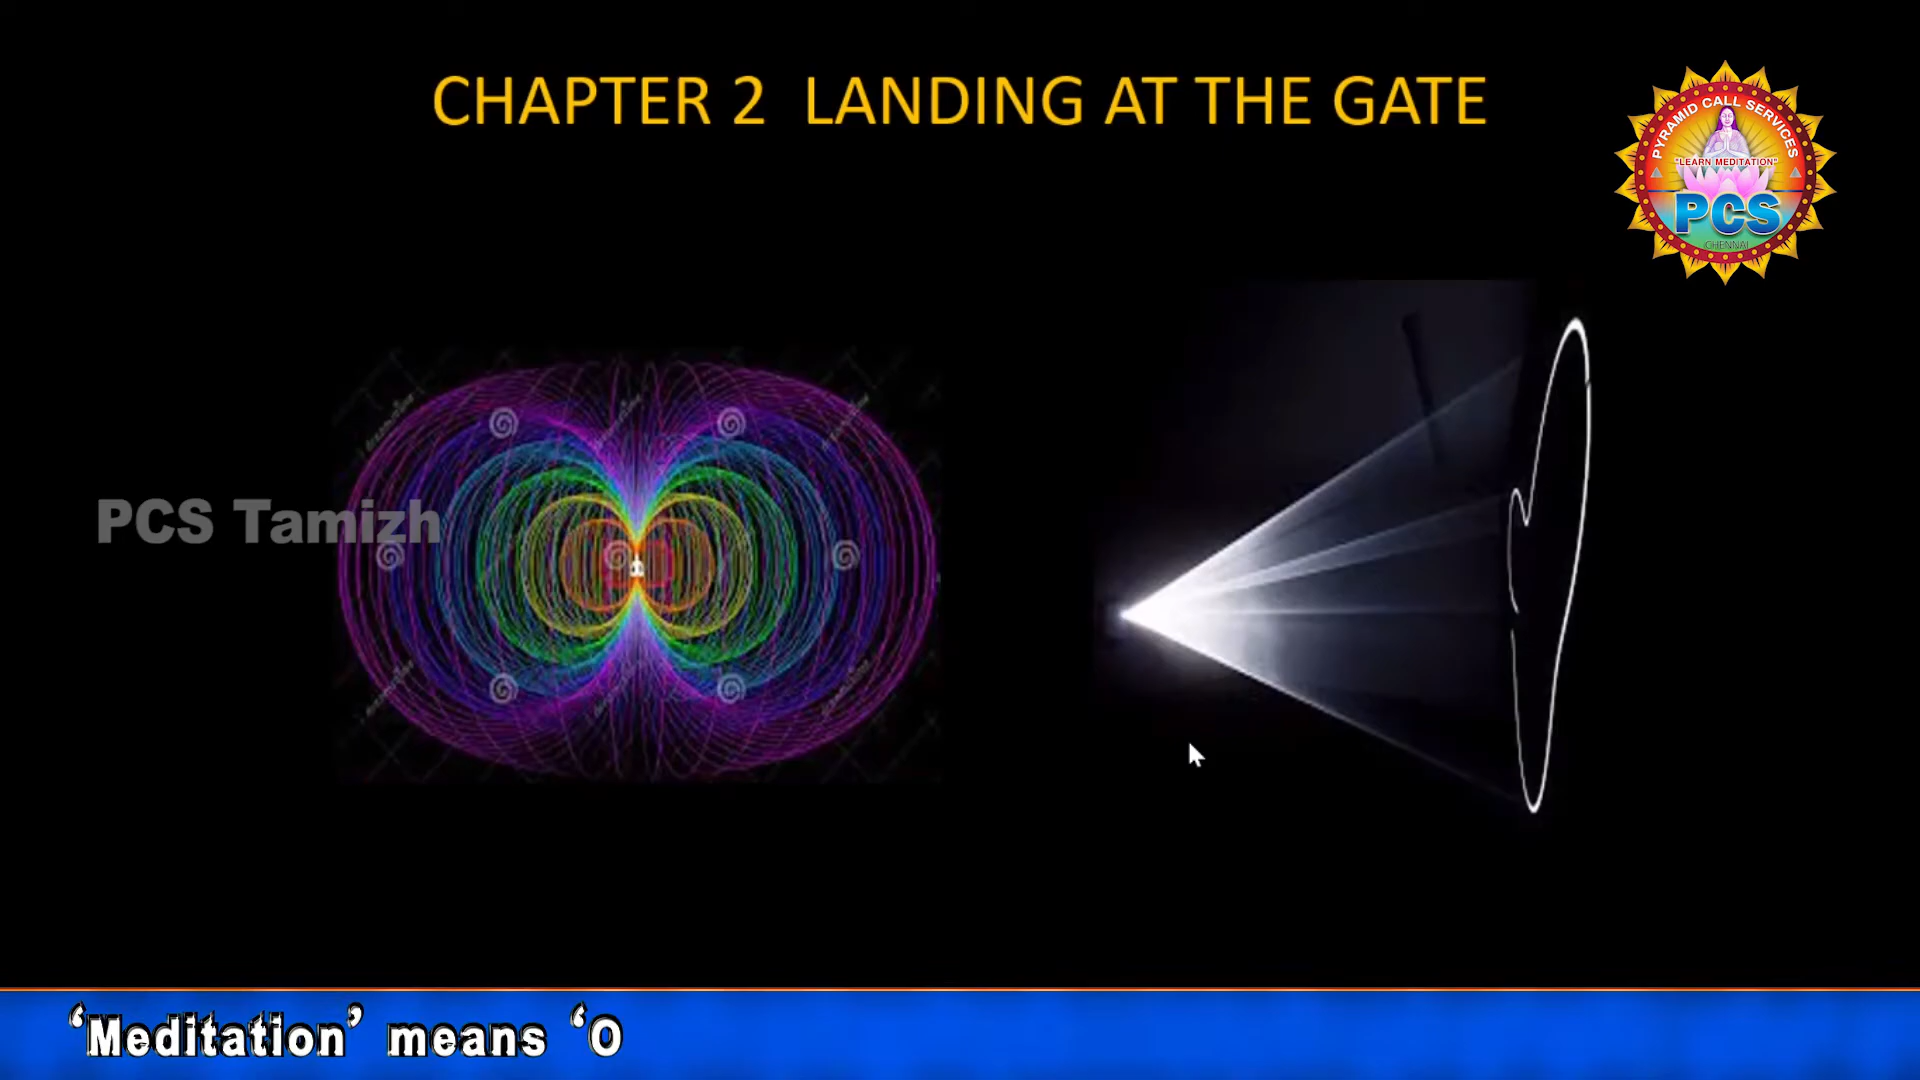 CHAPTER 2 LANDING AT THE GATE
PYRAMID CALL SERVICES
"LEARN MEDITATION"
PCS
CHENNAI
PCS Tamizh
‘Meditation’ means ‘O